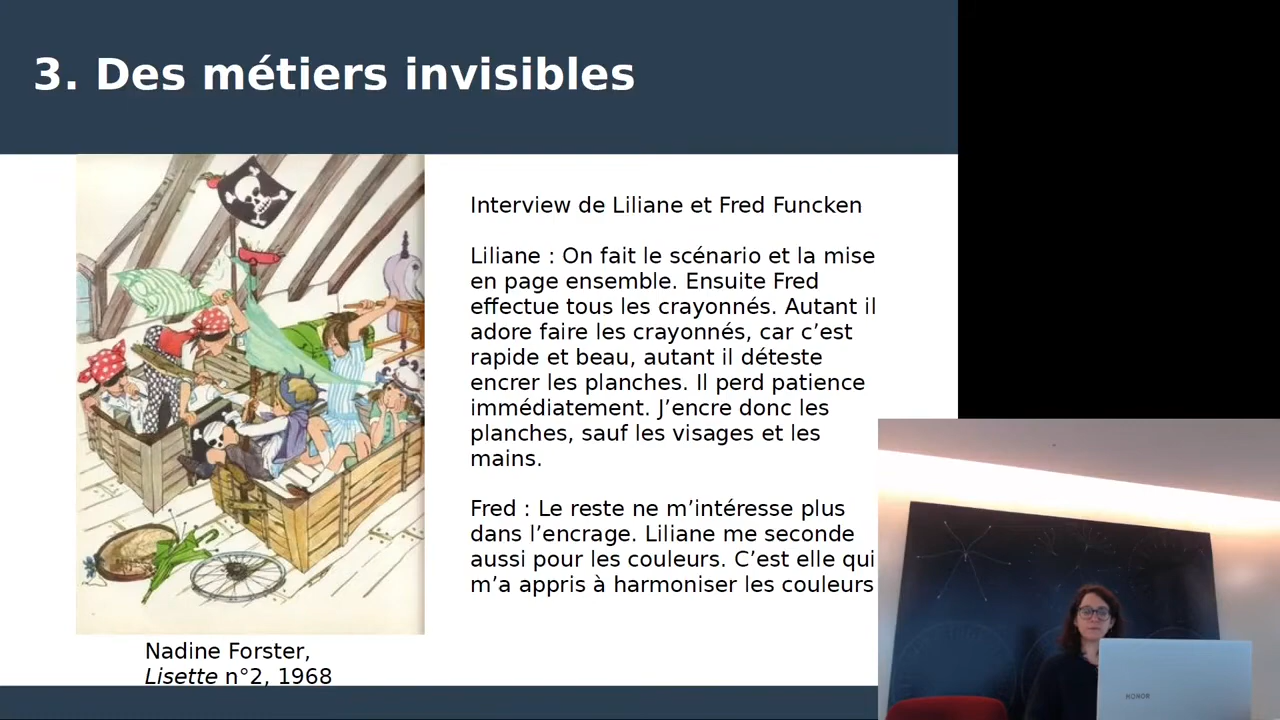 3. Des métiers invisibles
Interview de Liliane et Fred Funcken
Liliane : On fait le scénario et la mise
en page ensemble. Ensuite Fred
effectue tous les crayonnés. Autant il
adore faire les crayonnés, car c’est
rapide et beau, autant il déteste
encrer les planches. Il perd patience
immédiatement. J’encre donc les
planches, sauf les visages et les
mains.
Fred : Le reste ne m’intéresse plus
dans l’encrage. Liliane me seconde
aussi pour les couleurs. C’est elle qui
m’a appris à harmoniser les couleurs
Nadine Forster,
Lisette n°2, 1968
HONOR